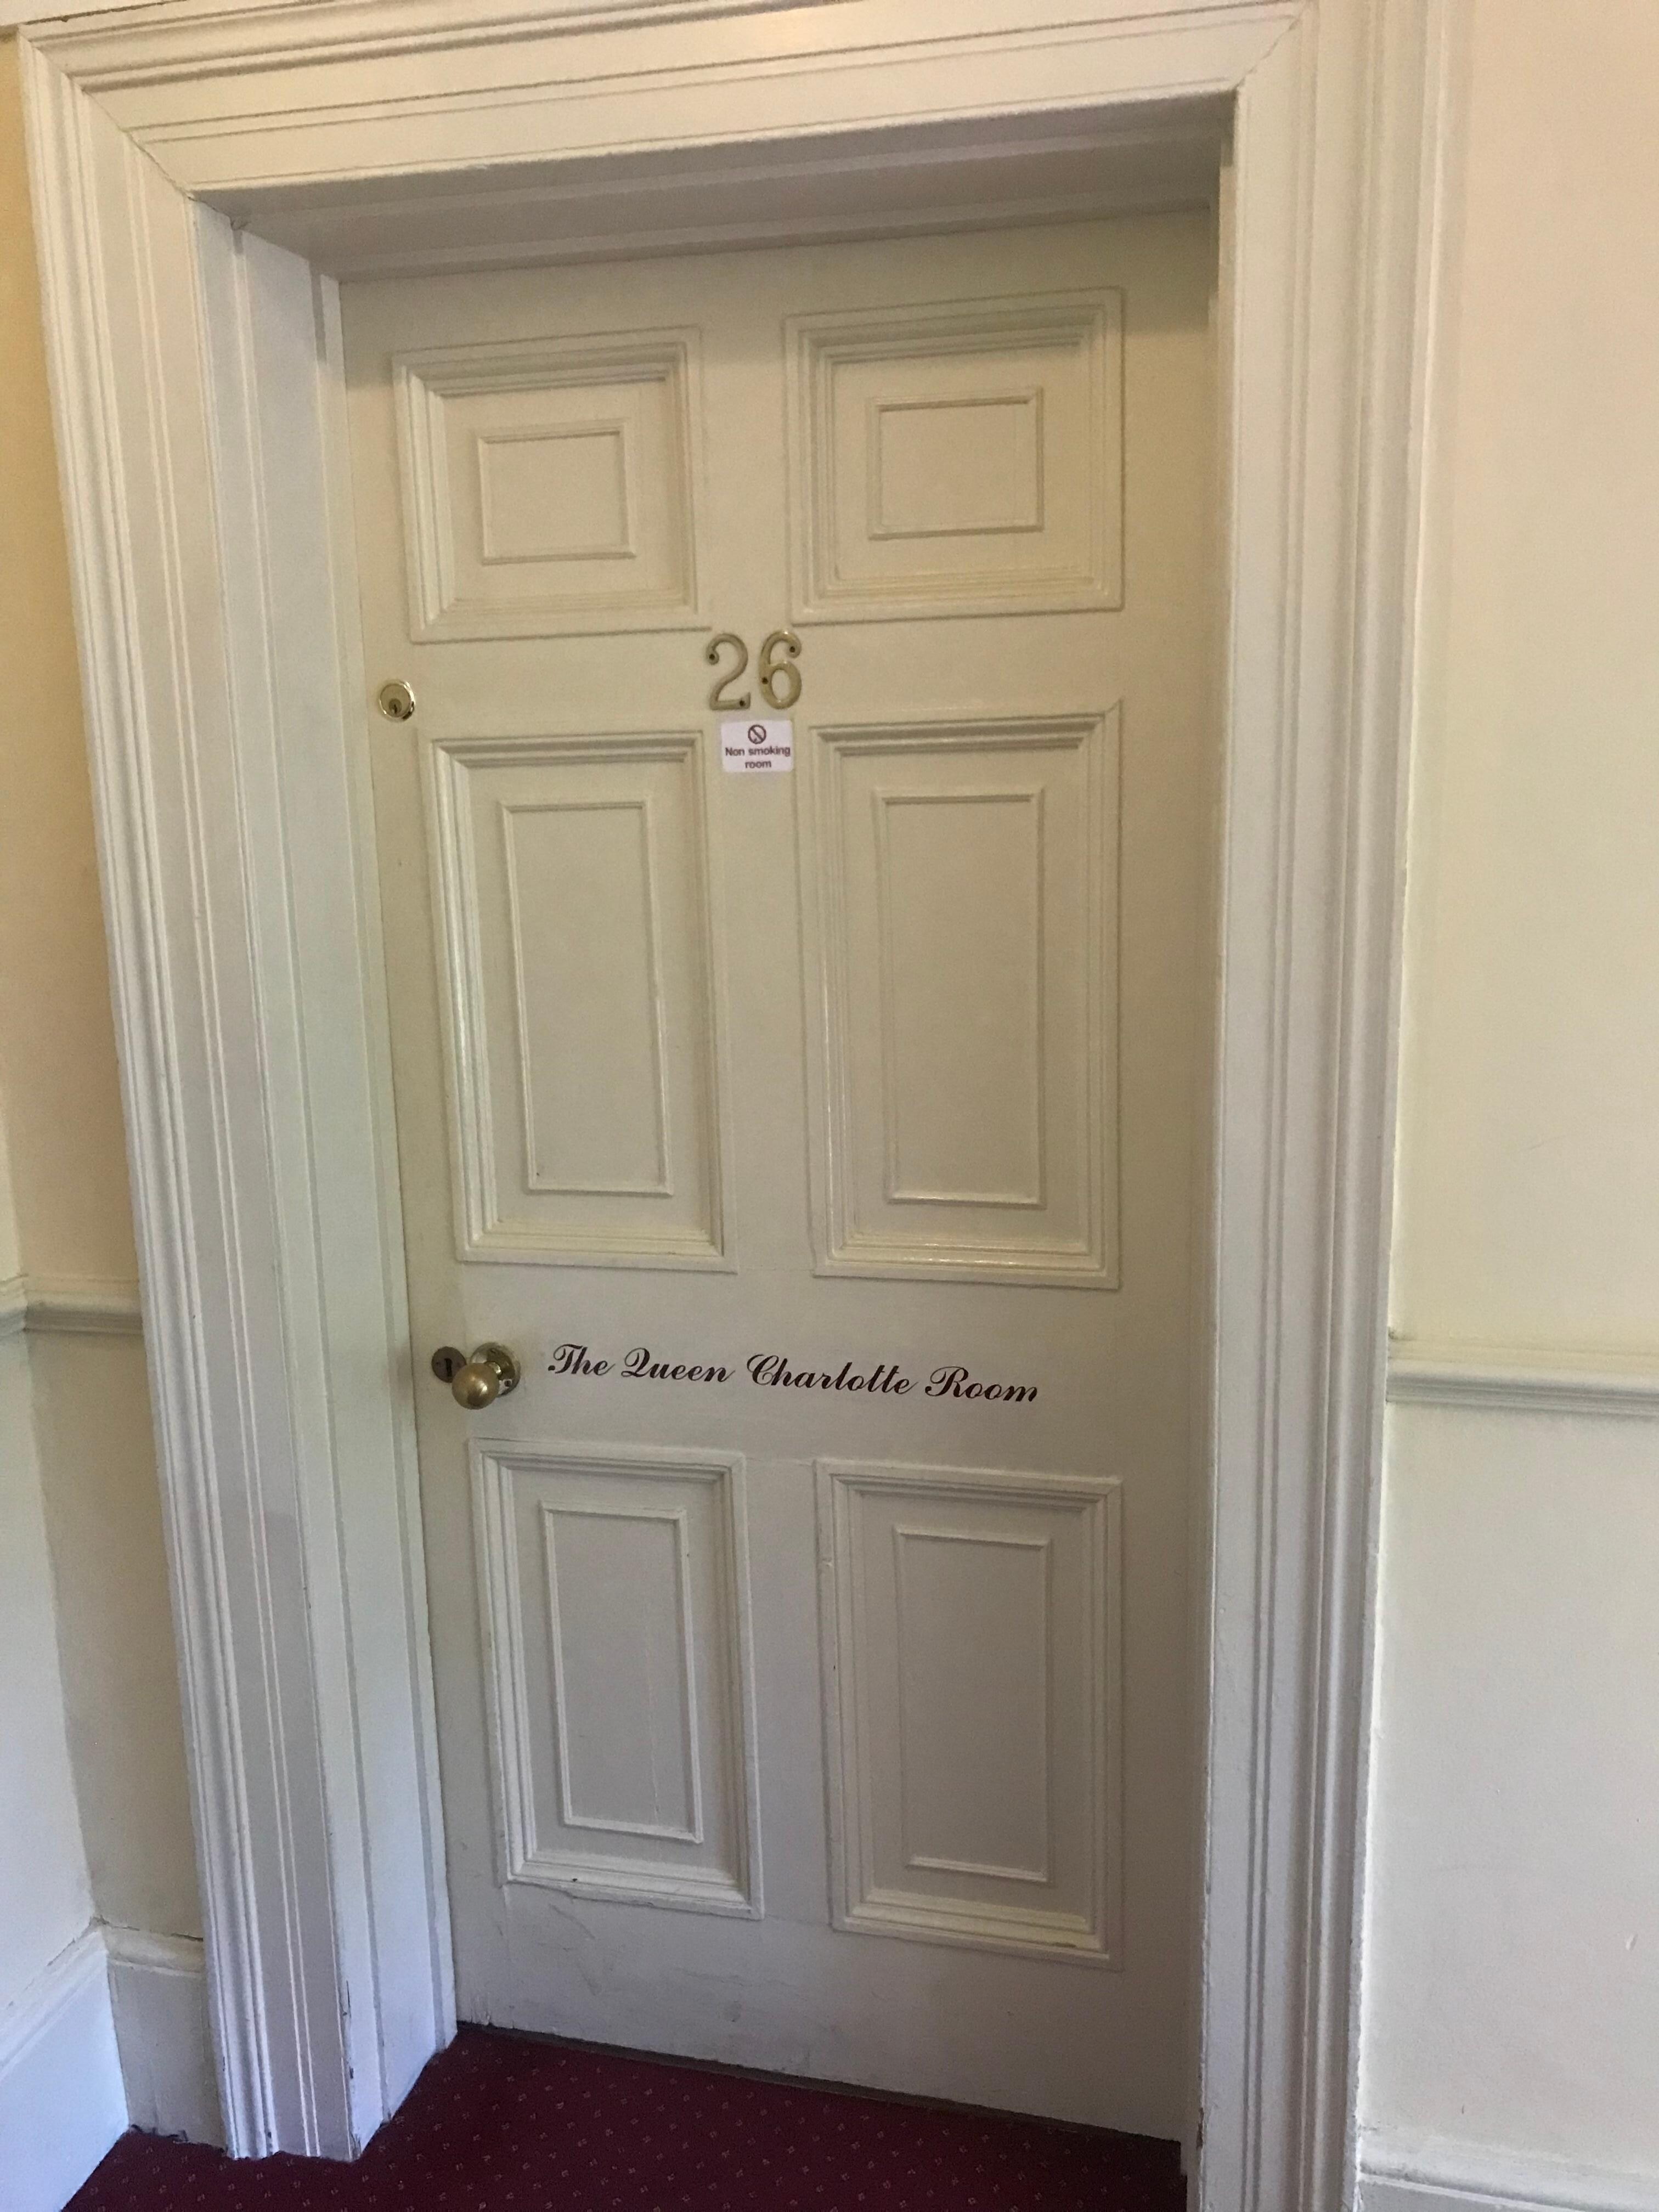 26
Non smoking
room
The Queen Charlotte Room